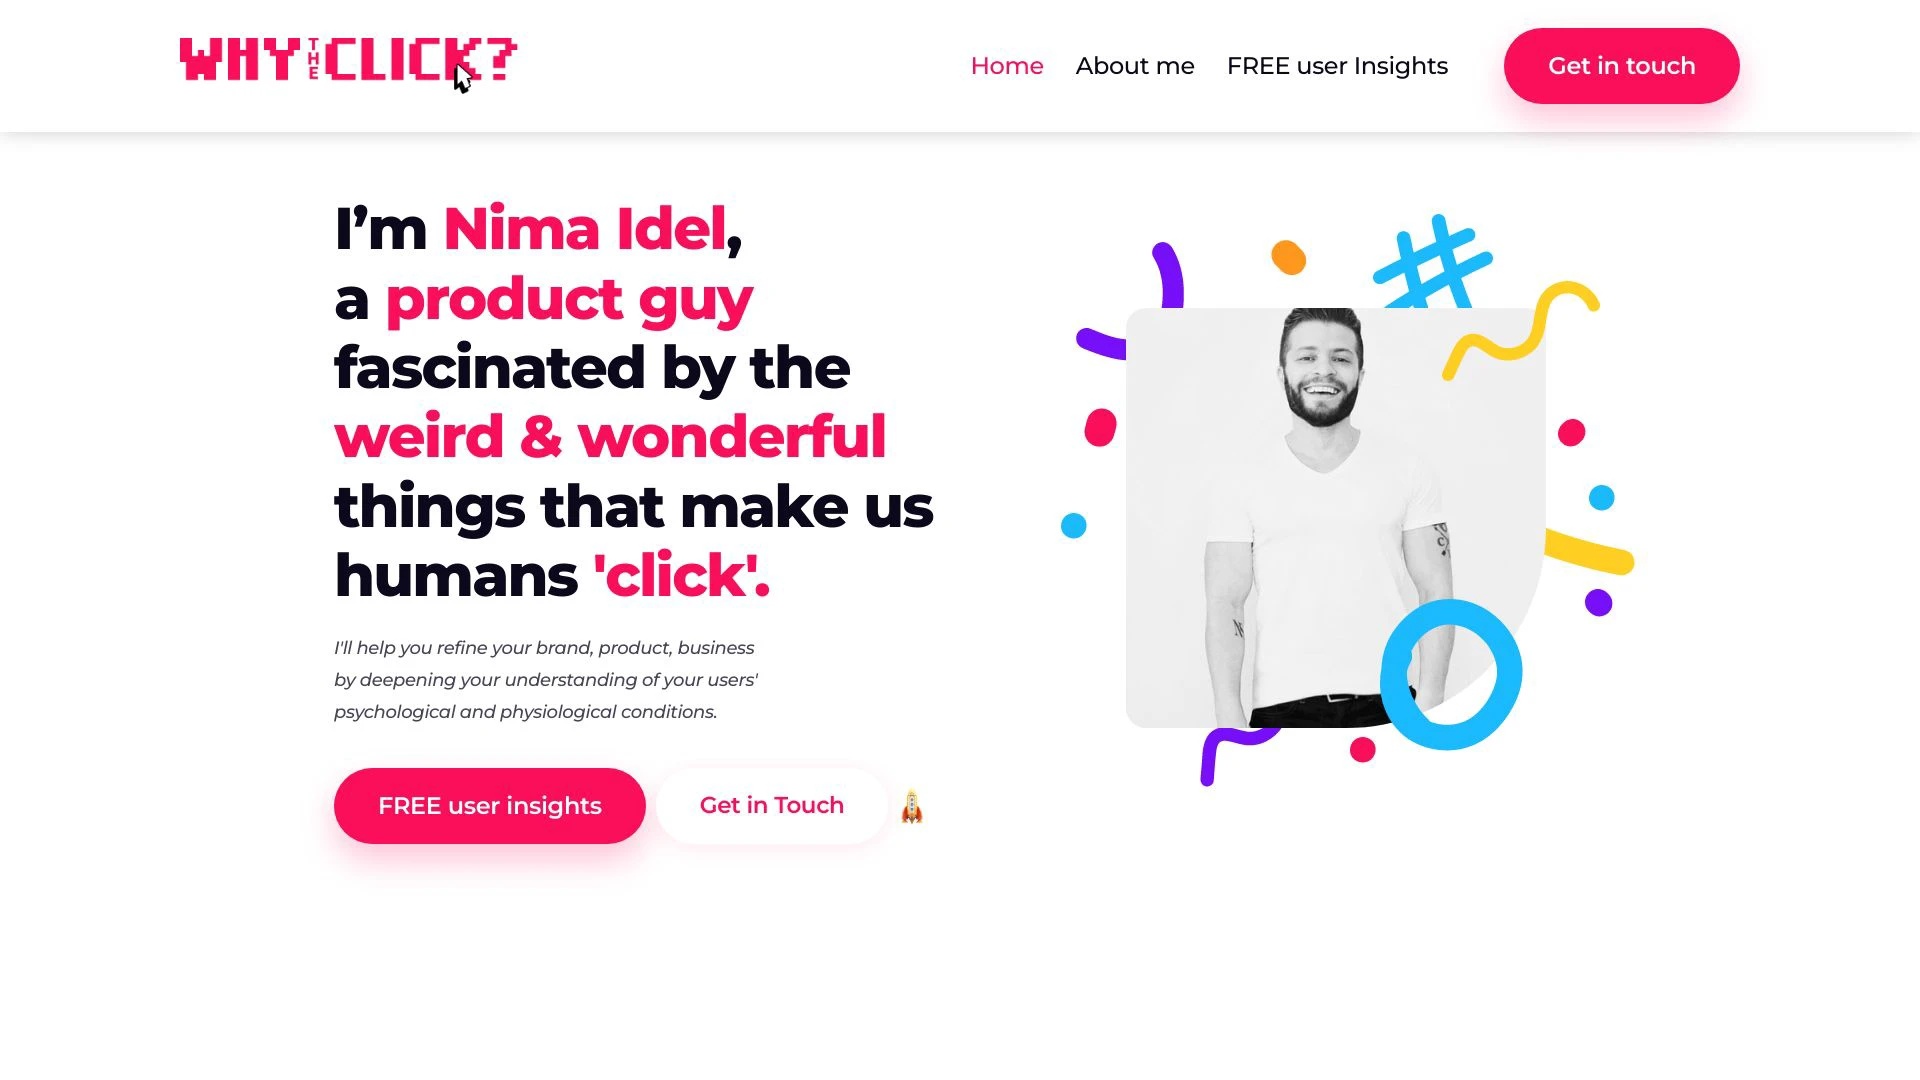 WHY THE CLICK?
Home
About me
FREE user Insights
Get in touch
I’m Nima Idel,
a product guy
fascinated by the
weird & wonderful
things that make us
humans 'click'.
I'll help you refine your brand, product, business
by deepening your understanding of your users'
psychological and physiological conditions.
FREE user insights
Get in Touch